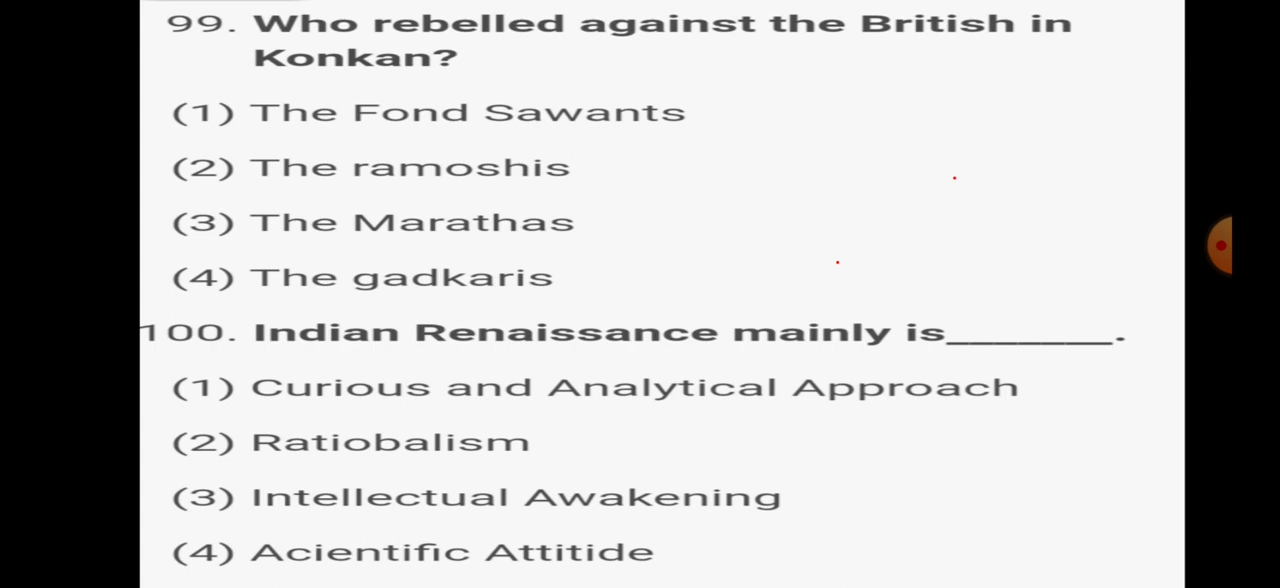 99. Who rebelled against the British in
Konkan?
(1) The Fond Sawants
(2) The ramoshis
(3) The Marathas
(4) The gadkaris
100. Indian Renaissance mainly is_______.
(1) Curious and Analytical Approach
(2) Ratiobalism
(3) Intellectual Awakening
(4) Acientific Attitide